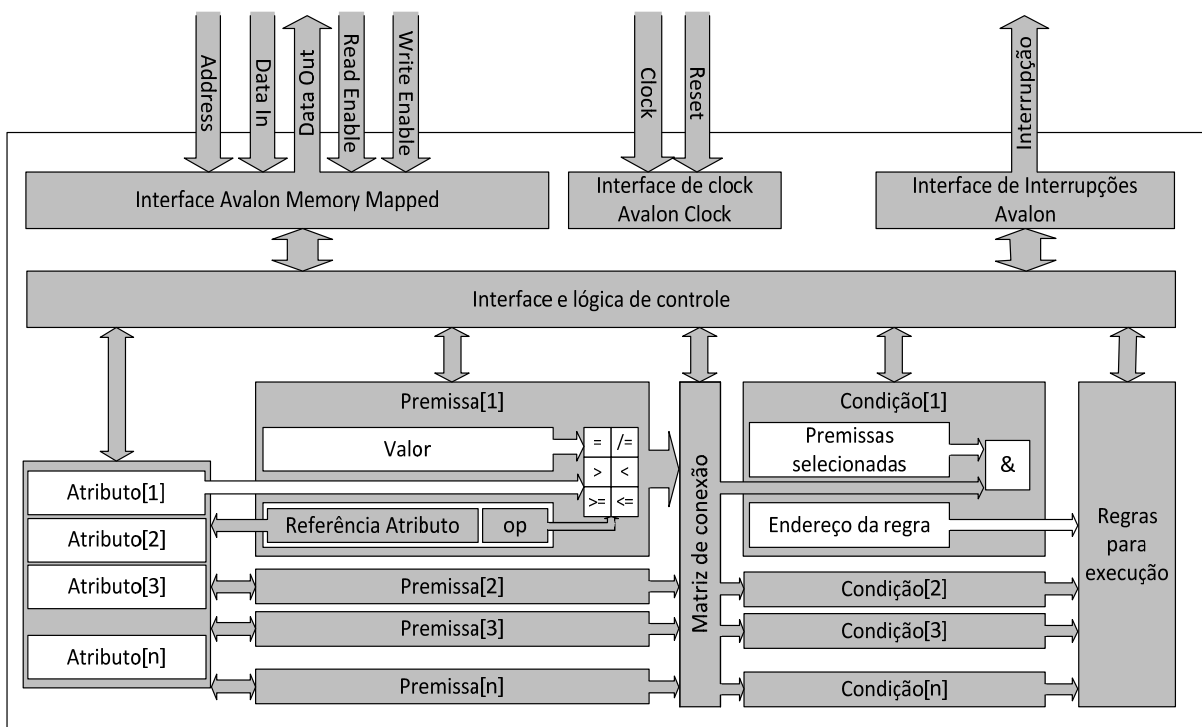 Address
Data In
Data Out
Read Enable
Write Enable
Clock
Reset
Interrupção
Interface Avalon Memory Mapped
Interface de clock
Avalon Clock
Interface de Interrupções
Avalon
Interface e lógica de controle
Premissa[1]
Valor
= /=
> <
>= <=
Referência Atributo
op
Atributo[1]
Atributo[2]
Atributo[3]
Atributo[n]
Premissa[2]
Premissa[3]
Premissa[n]
Matriz de conexão
Condição[1]
Premissas
selecionadas
&
Endereço da regra
Condição[2]
Condição[3]
Condição[n]
Regras
para
execução